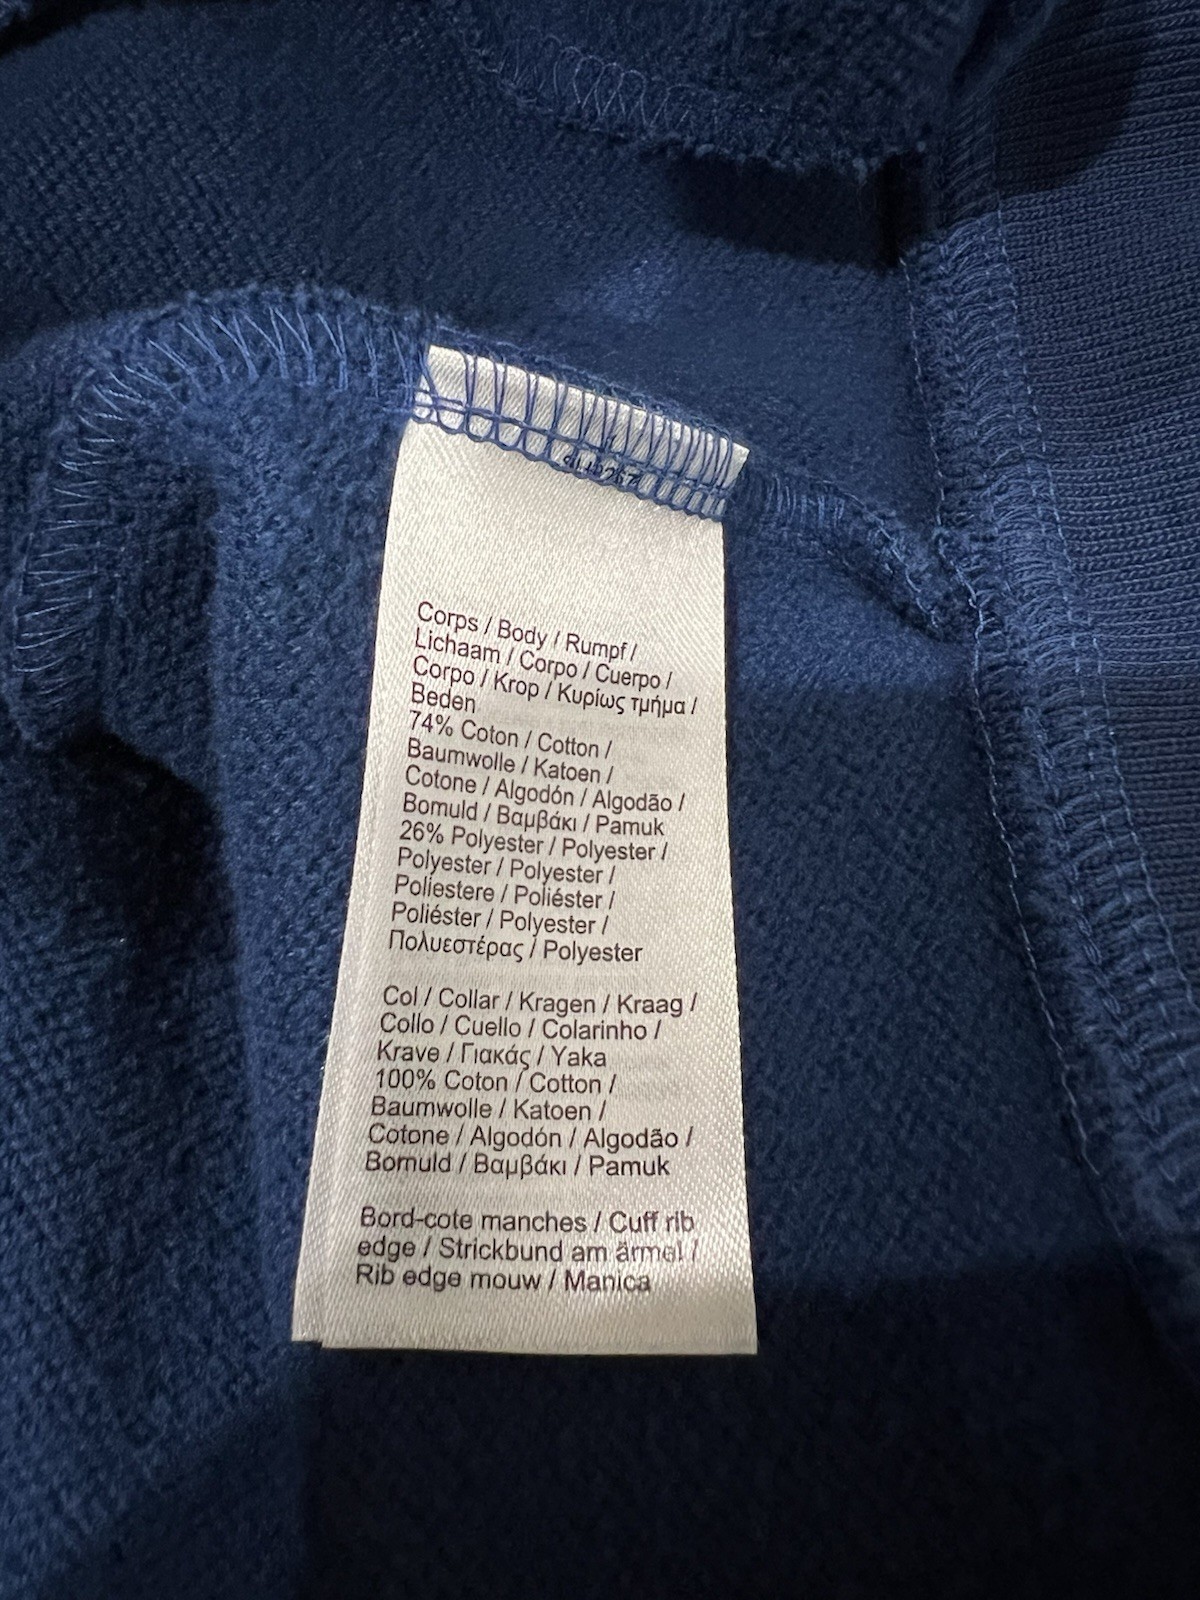 Corps / Body / Rumpf /
Lichaam / Corpo / Cuerpo /
Corpo / Krop / Κυρίως τμήμα /
Beden
74% Coton / Cotton /
Baumwolle / Katoen /
Cotone / Algodón / Algodão /
Bomuld / Βαμβάκι / Pamuk
26% Polyester / Polyester /
Polyester / Polyester /
Poliestere / Poliéster /
Poliéster / Polyester /
Πολυεστέρας / Polyester
Col / Collar / Kragen / Kraag /
Collo / Cuello / Colarinho /
Krave / Γιακάς / Yaka
100% Coton / Cotton /
Baumwolle / Katoen /
Cotone / Algodón / Algodão /
Bomuld / Βαμβάκι / Pamuk
Bord-cote manches / Cuff rib
edge / Strickbund am ärmel /
Rib edge mouw / Manica